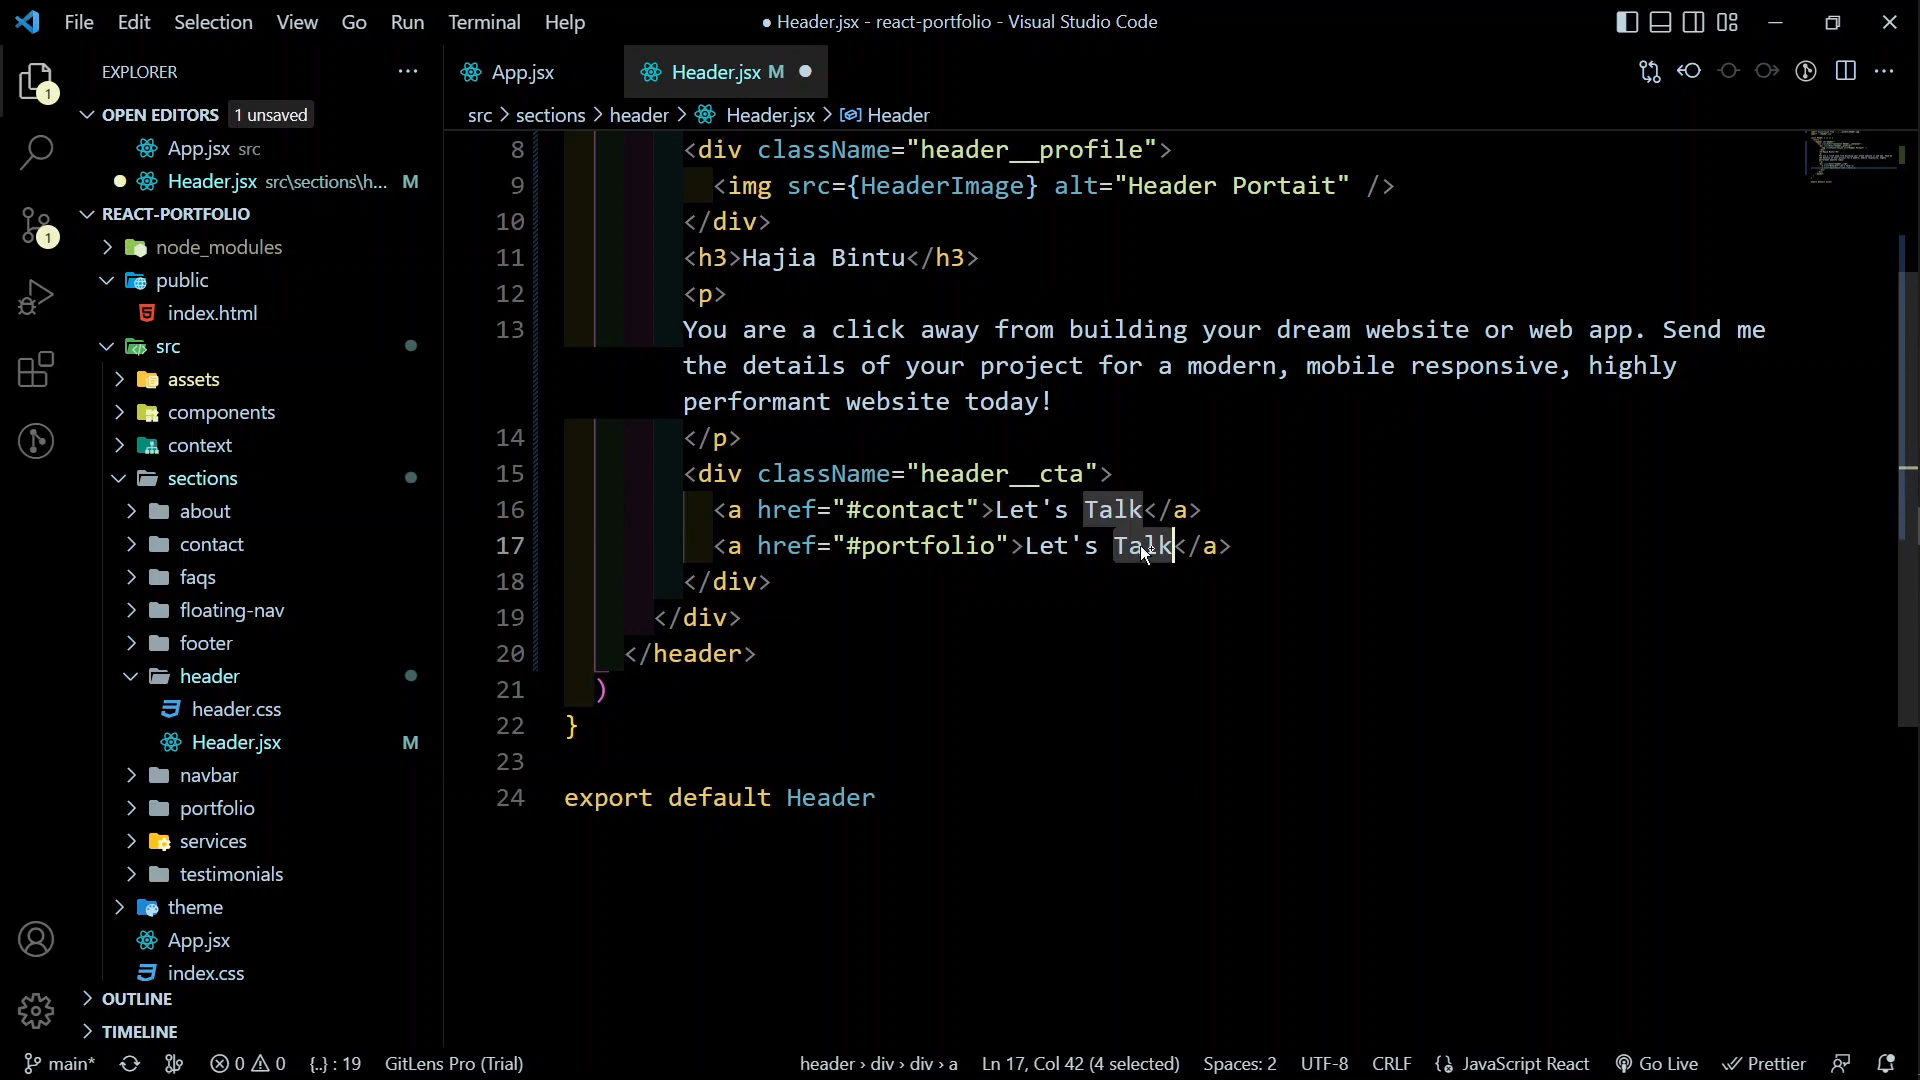 File Edit Selection View Go Run Terminal Help
● Header.jsx - react-portfolio - Visual Studio Code
EXPLORER
OPEN EDITORS 1 unsaved
App.jsx src
Header.jsx src\sections\h... M
REACT-PORTFOLIO
node_modules
public
index.html
src
assets
components
context
sections
about
contact
faqs
floating-nav
footer
header
header.css
Header.jsx M
navbar
portfolio
services
testimonials
theme
App.jsx
index.css
OUTLINE
TIMELINE
1
1
App.jsx
Header.jsx M
src > sections > header > Header.jsx > Header
8 <div className="header__profile">
9 <img src={HeaderImage} alt="Header Portait" />
10 </div>
11 <h3>Hajia Bintu</h3>
12 <p>
13 You are a click away from building your dream website or web app. Send me
the details of your project for a modern, mobile responsive, highly
performant website today!
14 </p>
15 <div className="header__cta">
16 <a href="#contact">Let's Talk</a>
17 <a href="#portfolio">Let's Talk</a>
18 </div>
19 </div>
20 </header>
21 )
22 }
23
24 export default Header
main* 0 0 {..} : 19 GitLens Pro (Trial)
header › div › div › a Ln 17, Col 42 (4 selected) Spaces: 2 UTF-8 CRLF JavaScript React Go Live Prettier